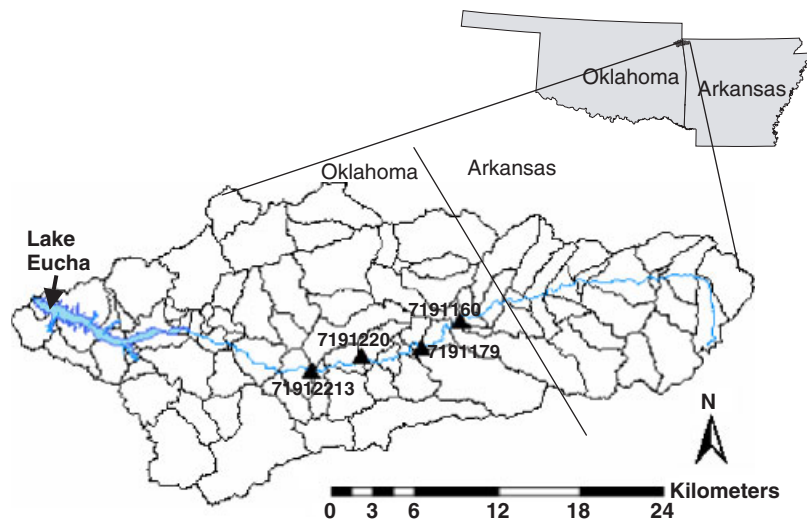 Oklahoma
Arkansas
Oklahoma
Arkansas
Lake
Eucha
7191160
7191220
7191179
71912213
N
Kilometers
0 3 6 12 18 24